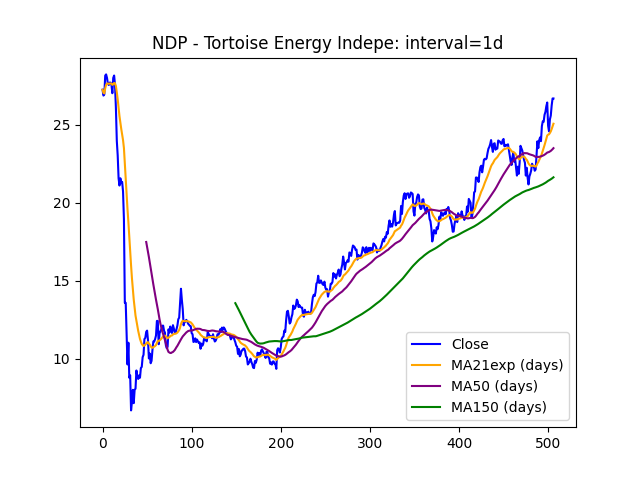 NDP - Tortoise Energy Indepe: interval=1d
25
20
15
10
0
100
200
300
400
500
Close
MA21exp (days)
MA50 (days)
MA150 (days)